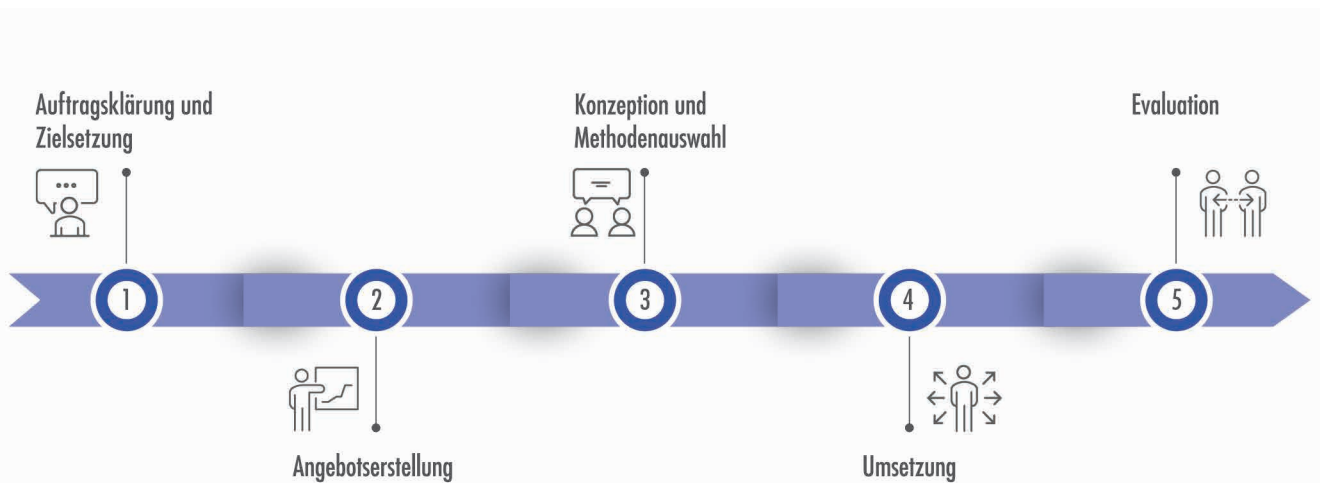 Auftragsklärung und
Zielsetzung
Konzeption und
Methodenauswahl
Evaluation
1
2
3
4
5
Angebotserstellung
Umsetzung